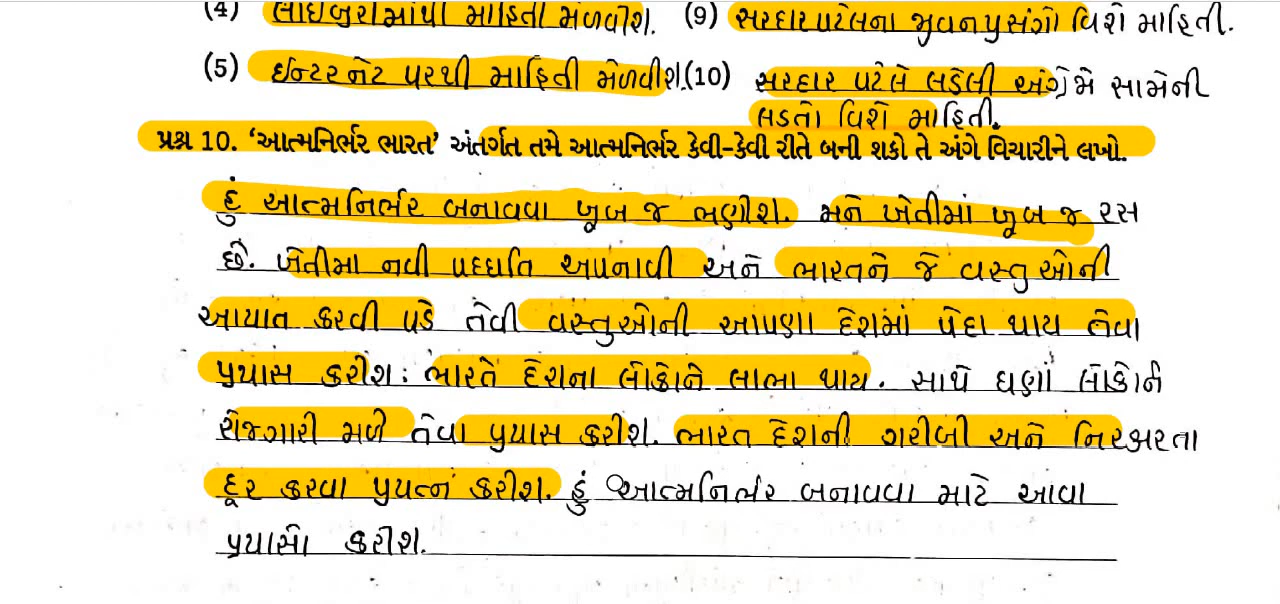 (4) લાઇબ્રેરીમાંથી માહિતી મેળવીશ. (9) સરદાર પટેલના જીવનપ્રસંગો વિશે માહિતી.
(5) ઇન્ટરનેટ પરથી માહિતી મેળવીશ. (10) સરદાર પટેલે લડેલી અંગ્રેજો સામેની
લડતો વિશે માહિતી.
પ્રશ્ન 10. ‘આત્મનિર્ભર ભારત’ અંતર્ગત તમે આત્મનિર્ભર કેવી-કેવી રીતે બની શકો તે અંગે વિચારીને લખો.
હું આત્મનિર્ભર બનાવવા ખૂબ જ ભણીશ. મને ખેતીમાં ખૂબ જ રસ
છે. ખેતીમા નવી પદ્ધતિ અપનાવી અને ભારતને જે વસ્તુઓની
આયાત કરવી પડે તેવી વસ્તુઓની આપણા દેશમાં પેદા થાય તેવા
પ્રયાસ કરીશ. ભારત દેશના લોકોને લાભા થાય. સાથે ઘણાં લોકોને
રોજગારી મળે તેવા પ્રયાસ કરીશ. ભારત દેશની ગરીબી અને નિરક્ષરતા
દૂર કરવા પ્રયત્ન કરીશ. હું આત્મનિર્ભર બનાવવા માટે આવા
પ્રયાસો કરીશ.